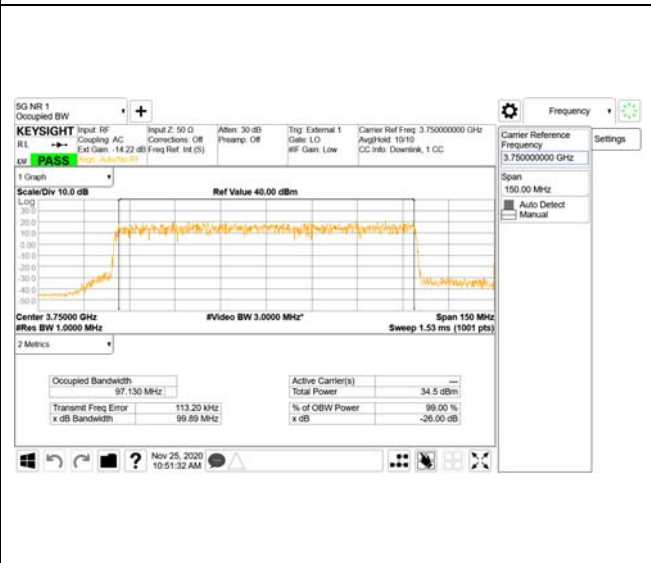 5G NR 1
Occupied BW
Frequency
KEYSIGHT
RL
PASS
Input: RF
Coupling: AC
Ext Gain: -14.22 dB
Align: Auto/No RF
Input Z: 50 Ω
Corrections: Off
Freq Ref: Int (S)
Atten: 30 dB
Preamp: Off
Trig: External 1
Gate: LO
#IF Gain: Low
Carrier Ref Freq: 3.750000000 GHz
Avg|Hold: 10/10
CC Info: Downlink, 1 CC
Carrier Reference
Frequency
3.750000000 GHz
Settings
Span
150.00 MHz
Auto Detect
Manual
1 Graph
Scale/Div 10.0 dB
Ref Value 40.00 dBm
Log
30.0
20.0
10.0
0.00
-10.0
-20.0
-30.0
-40.0
-50.0
Center 3.75000 GHz
#Video BW 3.0000 MHz*
Span 150 MHz
#Res BW 1.0000 MHz
Sweep 1.53 ms (1001 pts)
2 Metrics
Occupied Bandwidth
97.130 MHz
Transmit Freq Error 113.20 kHz
x dB Bandwidth 99.89 MHz
Active Carrier(s) ---
Total Power 34.5 dBm
% of OBW Power 99.00 %
x dB -26.00 dB
?
Nov 25, 2020
10:51:32 AM